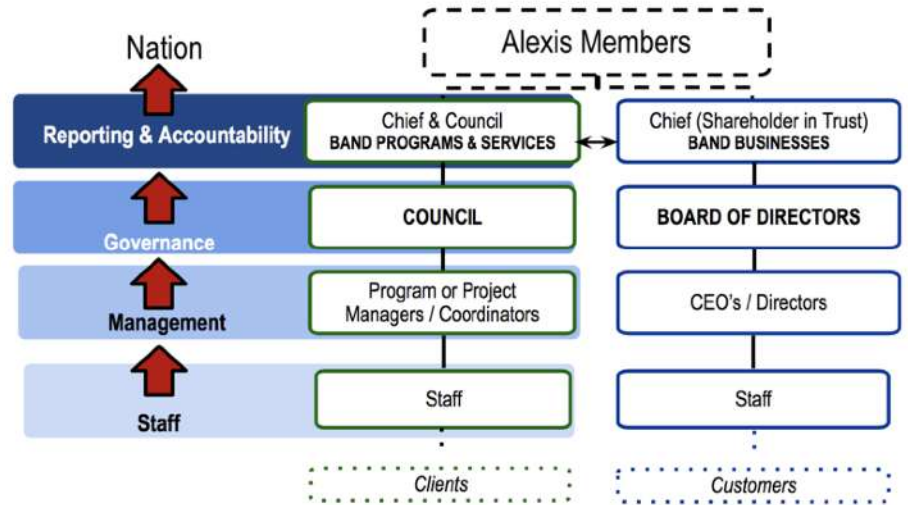 Nation
Alexis Members
Reporting & Accountability
Chief & Council
BAND PROGRAMS & SERVICES
Chief (Shareholder in Trust)
BAND BUSINESSES
Governance
COUNCIL
BOARD OF DIRECTORS
Management
Program or Project
Managers / Coordinators
CEO's / Directors
Staff
Staff
Staff
Clients
Customers